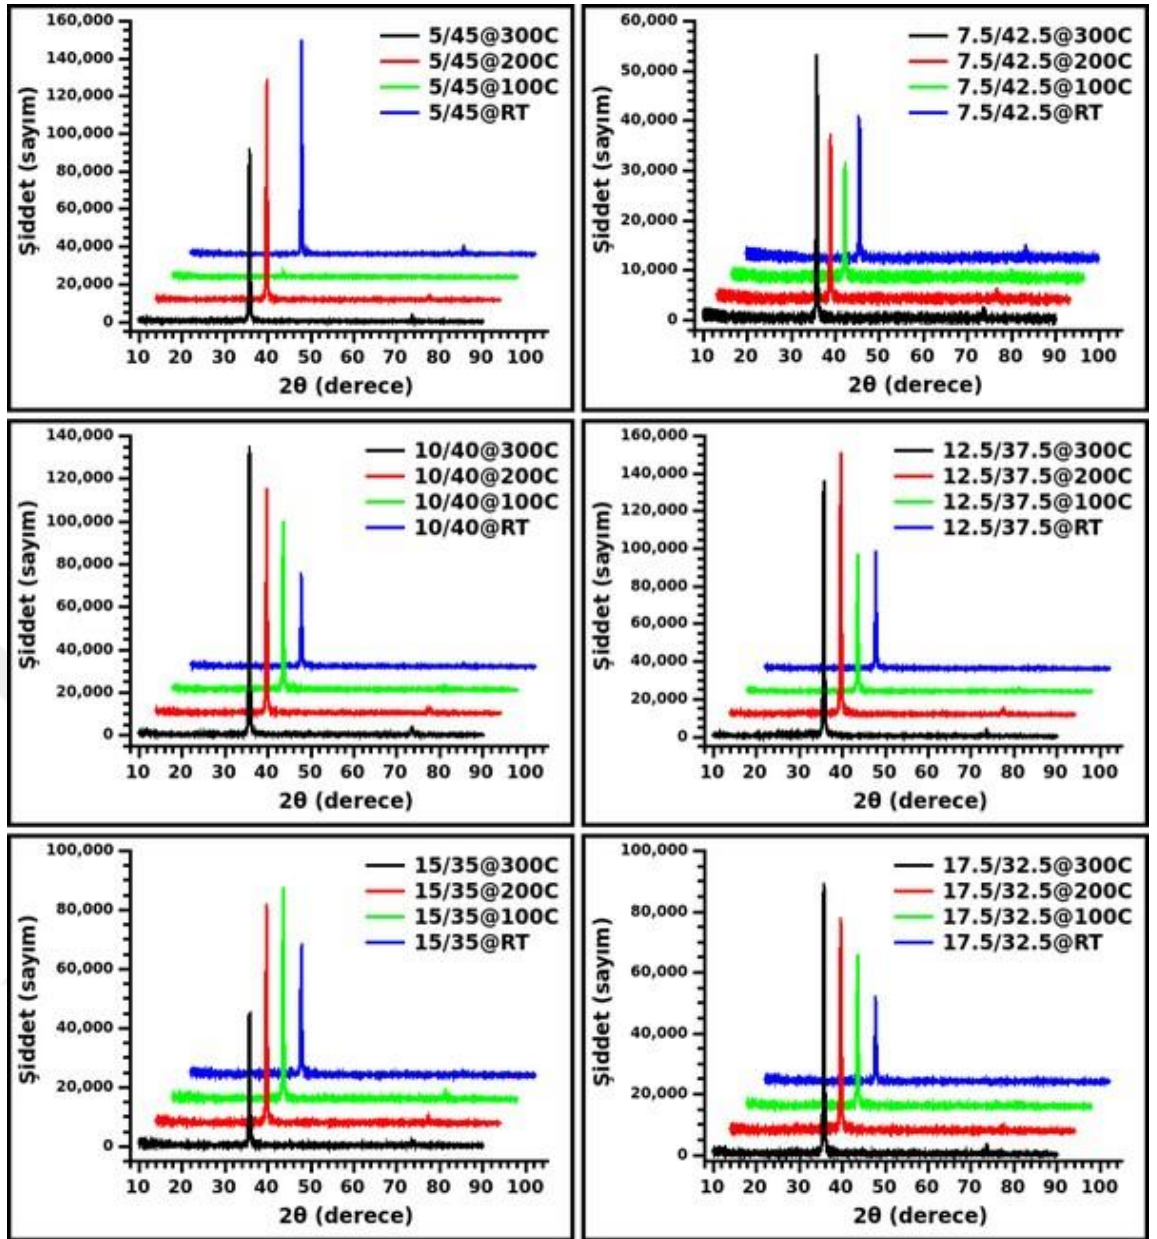 160,000
140,000
120,000
100,000
80,000
60,000
40,000
20,000
0
Şiddet (sayım)
5/45@300C
5/45@200C
5/45@100C
5/45@RT
10 20 30 40 50 60 70 80 90 100
2θ (derece)
60,000
50,000
40,000
30,000
20,000
10,000
0
Şiddet (sayım)
7.5/42.5@300C
7.5/42.5@200C
7.5/42.5@100C
7.5/42.5@RT
10 20 30 40 50 60 70 80 90 100
2θ (derece)
140,000
120,000
100,000
80,000
60,000
40,000
20,000
0
Şiddet (sayım)
10/40@300C
10/40@200C
10/40@100C
10/40@RT
10 20 30 40 50 60 70 80 90 100
2θ (derece)
160,000
140,000
120,000
100,000
80,000
60,000
40,000
20,000
0
Şiddet (sayım)
12.5/37.5@300C
12.5/37.5@200C
12.5/37.5@100C
12.5/37.5@RT
10 20 30 40 50 60 70 80 90 100
2θ (derece)
100,000
80,000
60,000
40,000
20,000
0
Şiddet (sayım)
15/35@300C
15/35@200C
15/35@100C
15/35@RT
10 20 30 40 50 60 70 80 90 100
2θ (derece)
100,000
80,000
60,000
40,000
20,000
0
Şiddet (sayım)
17.5/32.5@300C
17.5/32.5@200C
17.5/32.5@100C
17.5/32.5@RT
10 20 30 40 50 60 70 80 90 100
2θ (derece)